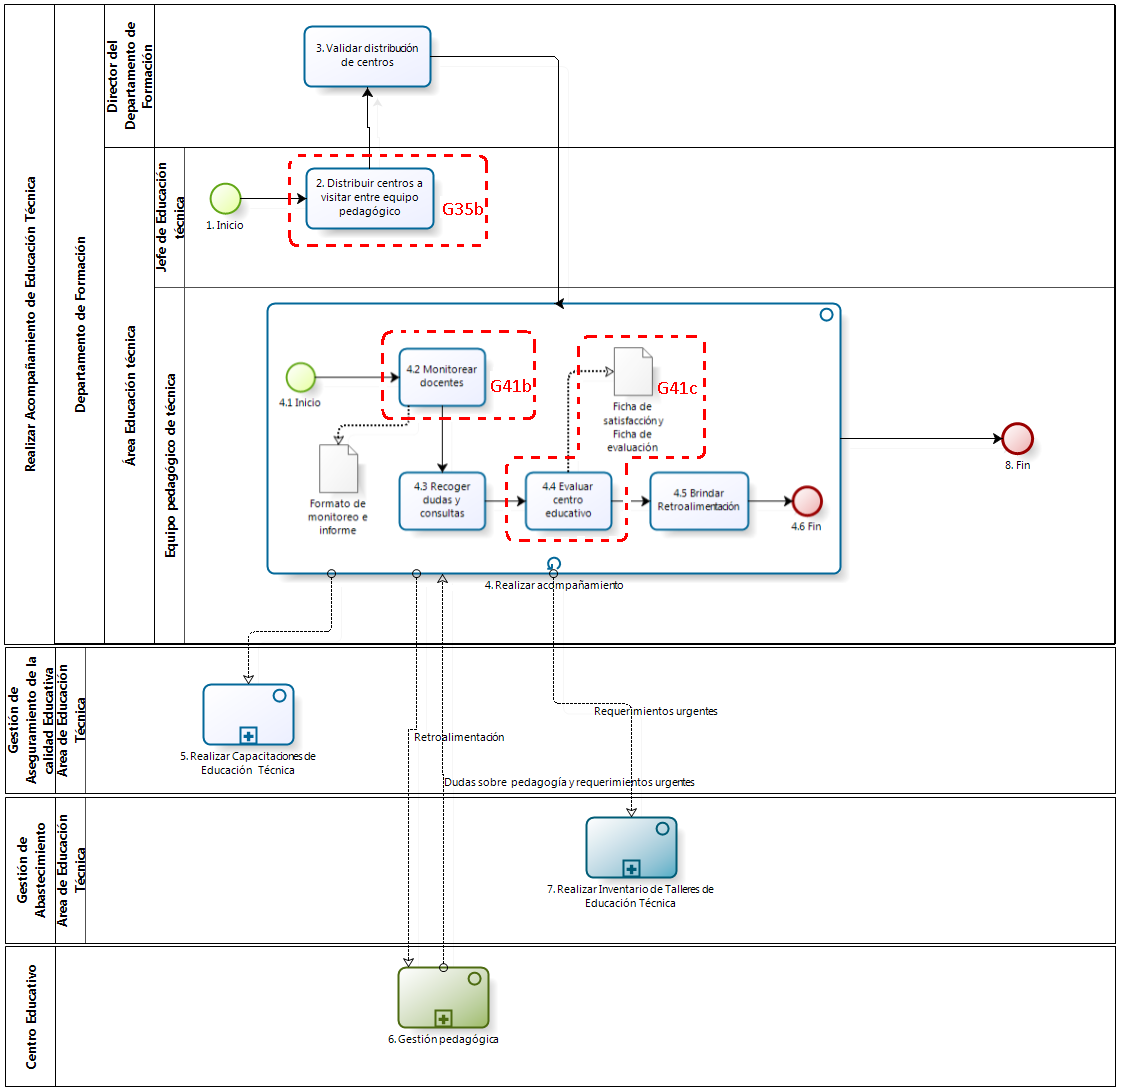 Realizar Acompañamiento de Educación Técnica
Departamento de Formación
Director del
Departamento de
Formación
3. Validar distribución
de centros
Área Educación técnica
Jefe de Educación
técnica
1. Inicio
2. Distribuir centros a
visitar entre equipo
pedagógico
G35b
Equipo pedagógico de técnica
4.1 Inicio
4.2 Monitorear
docentes
G41b
Formato de
monitoreo e
informe
4.3 Recoger
dudas y
consultas
4.4 Evaluar
centro
educativo
Ficha de
satisfacción y
Ficha de
evaluación
G41c
4.5 Brindar
Retroalimentación
4.6 Fin
8. Fin
4. Realizar acompañamiento
Gestión de
Aseguramiento de la
calidad Educativa
Area de Educación
Técnica
5. Realizar Capacitaciones de
Educación Técnica
Retroalimentación
Requerimientos urgentes
Dudas sobre pedagogía y requerimientos urgentes
Gestión de
Abastecimiento
Area de Educación
Técnica
7. Realizar Inventario de Talleres de
Educación Técnica
Centro Educativo
6. Gestión pedagógica